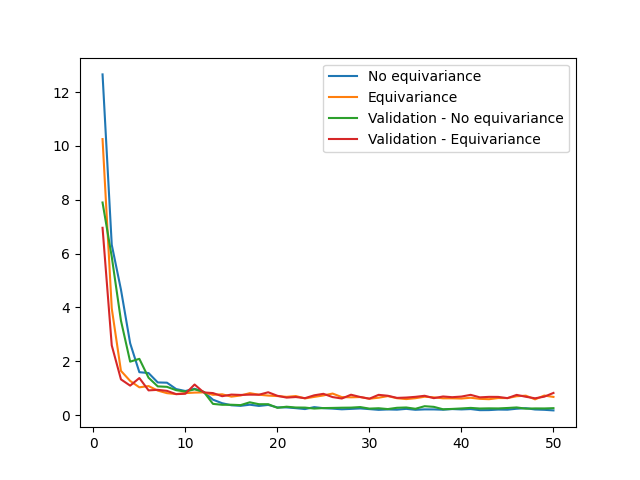 No equivariance
Equivariance
Validation - No equivariance
Validation - Equivariance
12
10
8
6
4
2
0
0 10 20 30 40 50